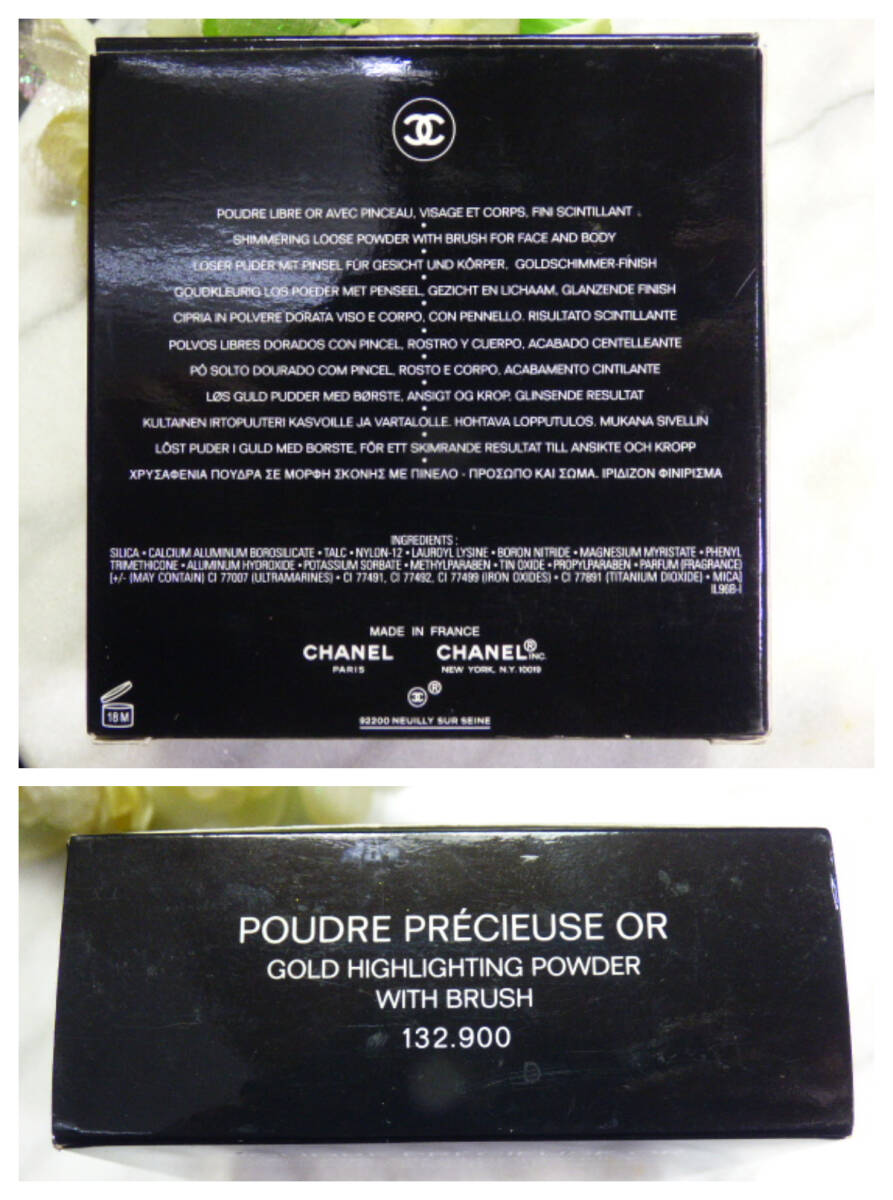 POUDRE LIBRE OR AVEC PINCEAU, VISAGE ET CORPS, FINI SCINTILLANT
SHIMMERING LOOSE POWDER WITH BRUSH FOR FACE AND BODY
LOSER PUDER MIT PINSEL FÜR GESICHT UND KÖRPER, GOLDSCHIMMER-FINISH
GOUDKLEURIG LOS POEDER MET PENSEEL, GEZICHT EN LICHAAM, GLANZENDE FINISH
CIPRIA IN POLVERE DORATA VISO E CORPO, CON PENNELLO. RISULTATO SCINTILLANTE
POLVOS LIBRES DORADOS CON PINCEL, ROSTRO Y CUERPO, ACABADO CENTELLEANTE
PÓ SOLTO DOURADO COM PINCEL, ROSTO E CORPO, ACABAMENTO CINTILANTE
LØS GULD PUDDER MED BØRSTE, ANSIGT OG KROP, GLINSENDE RESULTAT
KULTAINEN IRTOPUUTERI KASVOILLE JA VARTALOLLE. HOHTAVA LOPPUTULOS. MUKANA SIVELLIN
LÖST PUDER I GULD MED BORSTE, FÖR ETT SKIMRANDE RESULTAT TILL ANSIKTE OCH KROPP
ΧΡΥΣΑΦΕΝΙΑ ΠΟΥΔΡΑ ΣΕ ΜΟΡΦΗ ΣΚΟΝΗΣ ΜΕ ΠΙΝΕΛΟ - ΠΡΟΣΩΠΟ ΚΑΙ ΣΩΜΑ. ΙΡΙΔΙΖΟΝ ΦΙΝΙΡΙΣΜΑ
INGREDIENTS :
SILICA • CALCIUM ALUMINUM BOROSILICATE • TALC • NYLON-12 • LAUROYL LYSINE • BORON NITRIDE • MAGNESIUM MYRISTATE • PHENYL
TRIMETHICONE • ALUMINUM HYDROXIDE • POTASSIUM SORBATE • METHYLPARABEN • TIN OXIDE • PROPYLPARABEN • PARFUM (FRAGRANCE)
[+/- (MAY CONTAIN) CI 77007 (ULTRAMARINES) • CI 77491, CI 77492, CI 77499 (IRON OXIDES) • CI 77891 (TITANIUM DIOXIDE) • MICA]
IL96B-I
MADE IN FRANCE
CHANEL CHANEL® INC.
PARIS NEW YORK, N.Y. 10019
®
18 M
92200 NEUILLY SUR SEINE
POUDRE PRÉCIEUSE OR
GOLD HIGHLIGHTING POWDER
WITH BRUSH
132.900